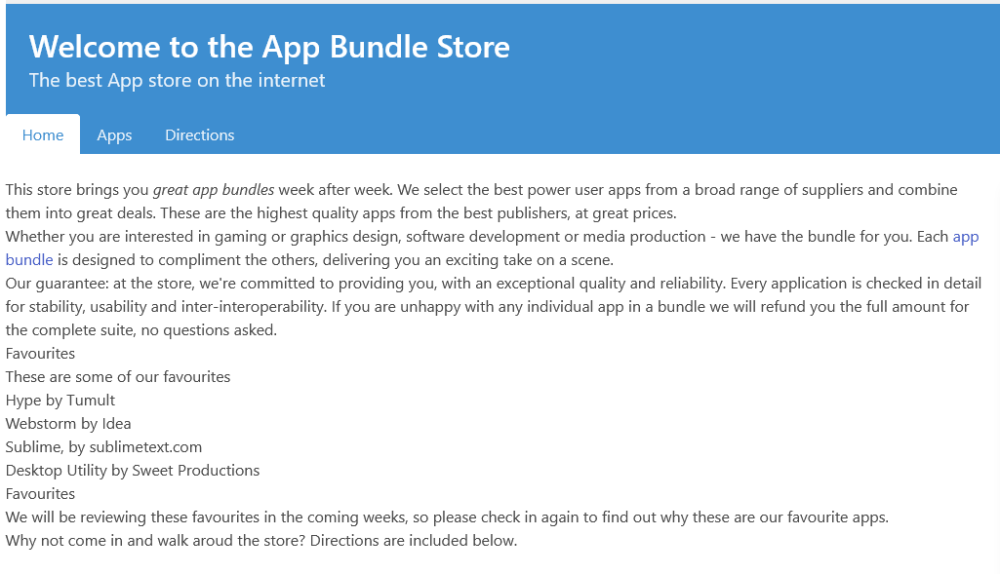 Welcome to the App Bundle Store
The best App store on the internet
Home Apps Directions
This store brings you great app bundles week after week. We select the best power user apps from a broad range of suppliers and combine
them into great deals. These are the highest quality apps from the best publishers, at great prices.
Whether you are interested in gaming or graphics design, software development or media production - we have the bundle for you. Each app
bundle is designed to compliment the others, delivering you an exciting take on a scene.
Our guarantee: at the store, we're committed to providing you, with an exceptional quality and reliability. Every application is checked in detail
for stability, usability and inter-interoperability. If you are unhappy with any individual app in a bundle we will refund you the full amount for
the complete suite, no questions asked.
Favourites
These are some of our favourites
Hype by Tumult
Webstorm by Idea
Sublime, by sublimetext.com
Desktop Utility by Sweet Productions
Favourites
We will be reviewing these favourites in the coming weeks, so please check in again to find out why these are our favourite apps.
Why not come in and walk aroud the store? Directions are included below.